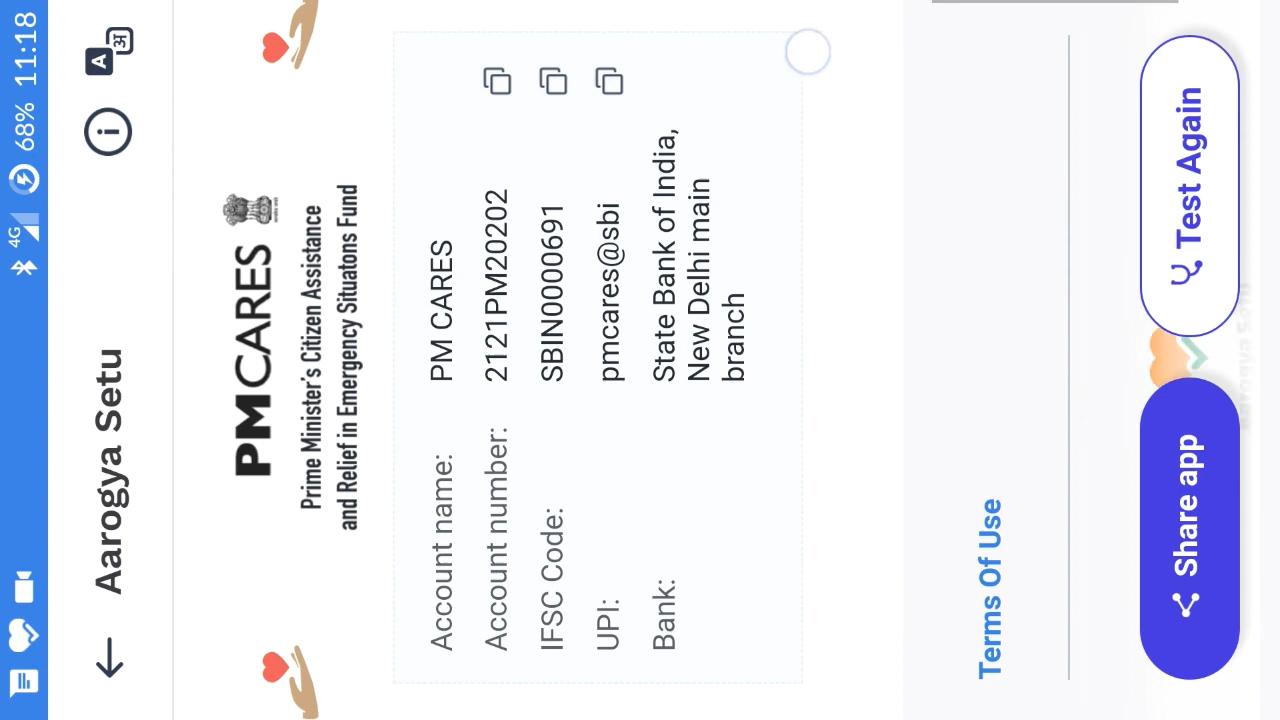 11:18
68%
4G
Aarogya Setu
A अ
PM CARES
Prime Minister's Citizen Assistance
and Relief in Emergency Situatons Fund
Account name: PM CARES
Account number: 2121PM20202
IFSC Code: SBIN0000691
UPI: pmcares@sbi
Bank: State Bank of India,
New Delhi main
branch
Terms Of Use
Share app
Test Again